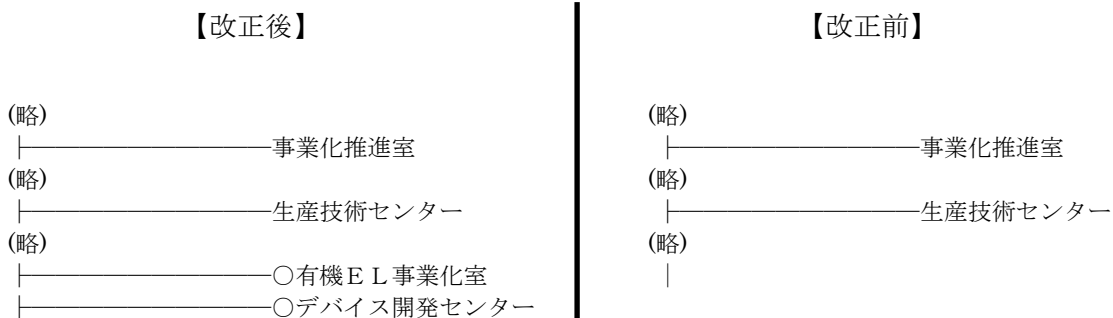 【改正後】
(略)
├──────────事業化推進室
(略)
├──────────生産技術センター
(略)
├──────────○有機ＥＬ事業化室
├──────────○デバイス開発センター
【改正前】
(略)
├──────────事業化推進室
(略)
├──────────生産技術センター
(略)
｜